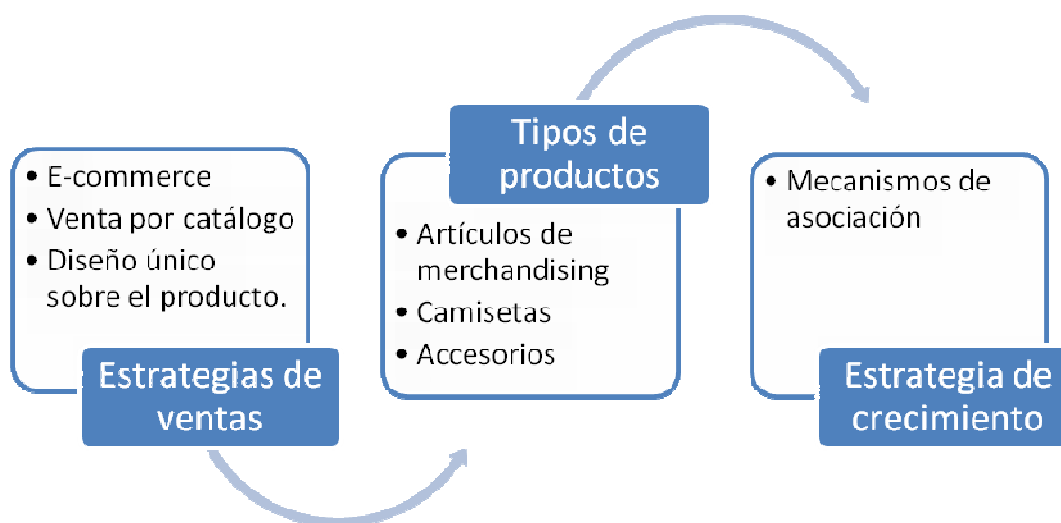 • E-commerce
• Venta por catálogo
• Diseño único
sobre el producto.
Estrategias de
ventas
Tipos de
productos
• Artículos de
merchandising
• Camisetas
• Accesorios
• Mecanismos de
asociación
Estrategia de
crecimiento